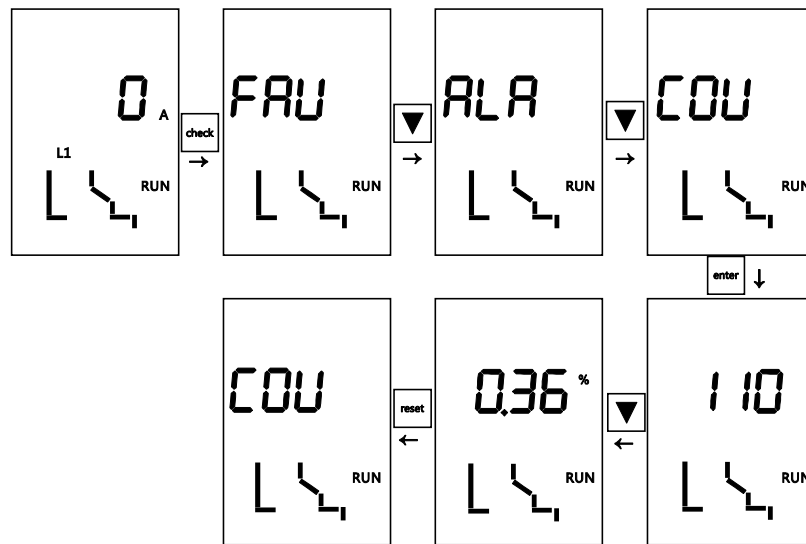 0 A
L1
RUN
check
→
FAU
RUN
▼
→
ALA
RUN
▼
→
COU
RUN
enter ↓
110
RUN
▼
←
0.36 %
RUN
reset
←
COU
RUN